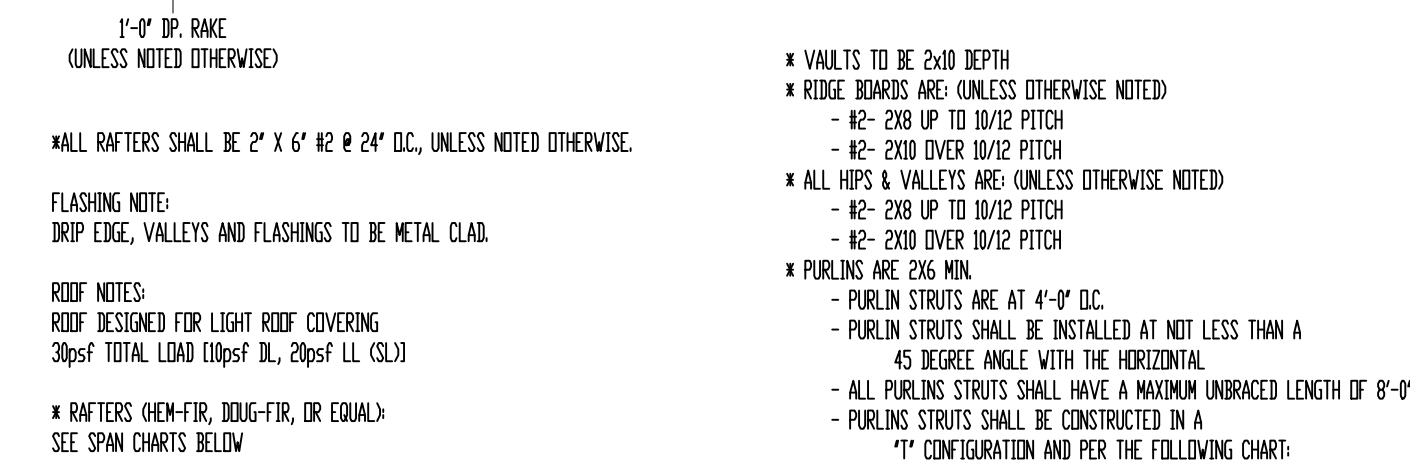 1'-0" DP. RAKE
(UNLESS NOTED OTHERWISE)
*ALL RAFTERS SHALL BE 2" X 6" #2 @ 24" O.C., UNLESS NOTED OTHERWISE.
FLASHING NOTE:
DRIP EDGE, VALLEYS AND FLASHINGS TO BE METAL CLAD.
ROOF NOTES:
ROOF DESIGNED FOR LIGHT ROOF COVERING
30psf TOTAL LOAD [10psf DL, 20psf LL (SL)]
* RAFTERS (HEM-FIR, DOUG-FIR, OR EQUAL):
SEE SPAN CHARTS BELOW
* VAULTS TO BE 2x10 DEPTH
* RIDGE BOARDS ARE: (UNLESS OTHERWISE NOTED)
- #2- 2X8 UP TO 10/12 PITCH
- #2- 2X10 OVER 10/12 PITCH
* ALL HIPS & VALLEYS ARE: (UNLESS OTHERWISE NOTED)
- #2- 2X8 UP TO 10/12 PITCH
- #2- 2X10 OVER 10/12 PITCH
* PURLINS ARE 2X6 MIN.
- PURLIN STRUTS ARE AT 4'-0" O.C.
- PURLIN STRUTS SHALL BE INSTALLED AT NOT LESS THAN A
45 DEGREE ANGLE WITH THE HORIZONTAL
- ALL PURLINS STRUTS SHALL HAVE A MAXIMUM UNBRACED LENGTH OF 8'-0"
- PURLINS STRUTS SHALL BE CONSTRUCTED IN A
"T" CONFIGURATION AND PER THE FOLLOWING CHART: